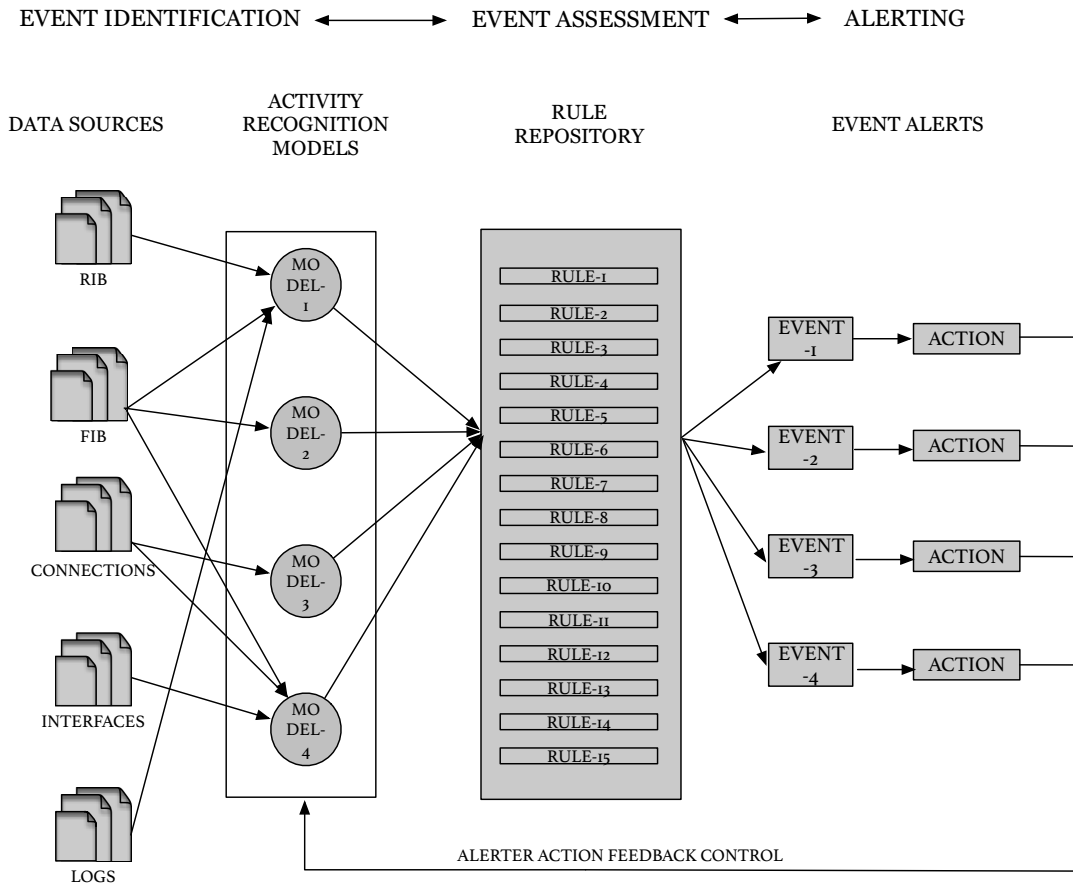 EVENT IDENTIFICATION
EVENT ASSESSMENT
ALERTING
DATA SOURCES
ACTIVITY
RECOGNITION
MODELS
RULE
REPOSITORY
EVENT ALERTS
RIB
FIB
CONNECTIONS
INTERFACES
LOGS
MO
DEL-
1
MO
DEL-
2
MO
DEL-
3
MO
DEL-
4
RULE-1
RULE-2
RULE-3
RULE-4
RULE-5
RULE-6
RULE-7
RULE-8
RULE-9
RULE-10
RULE-11
RULE-12
RULE-13
RULE-14
RULE-15
EVENT
-1
ACTION
EVENT
-2
ACTION
EVENT
-3
ACTION
EVENT
-4
ACTION
ALERTER ACTION FEEDBACK CONTROL